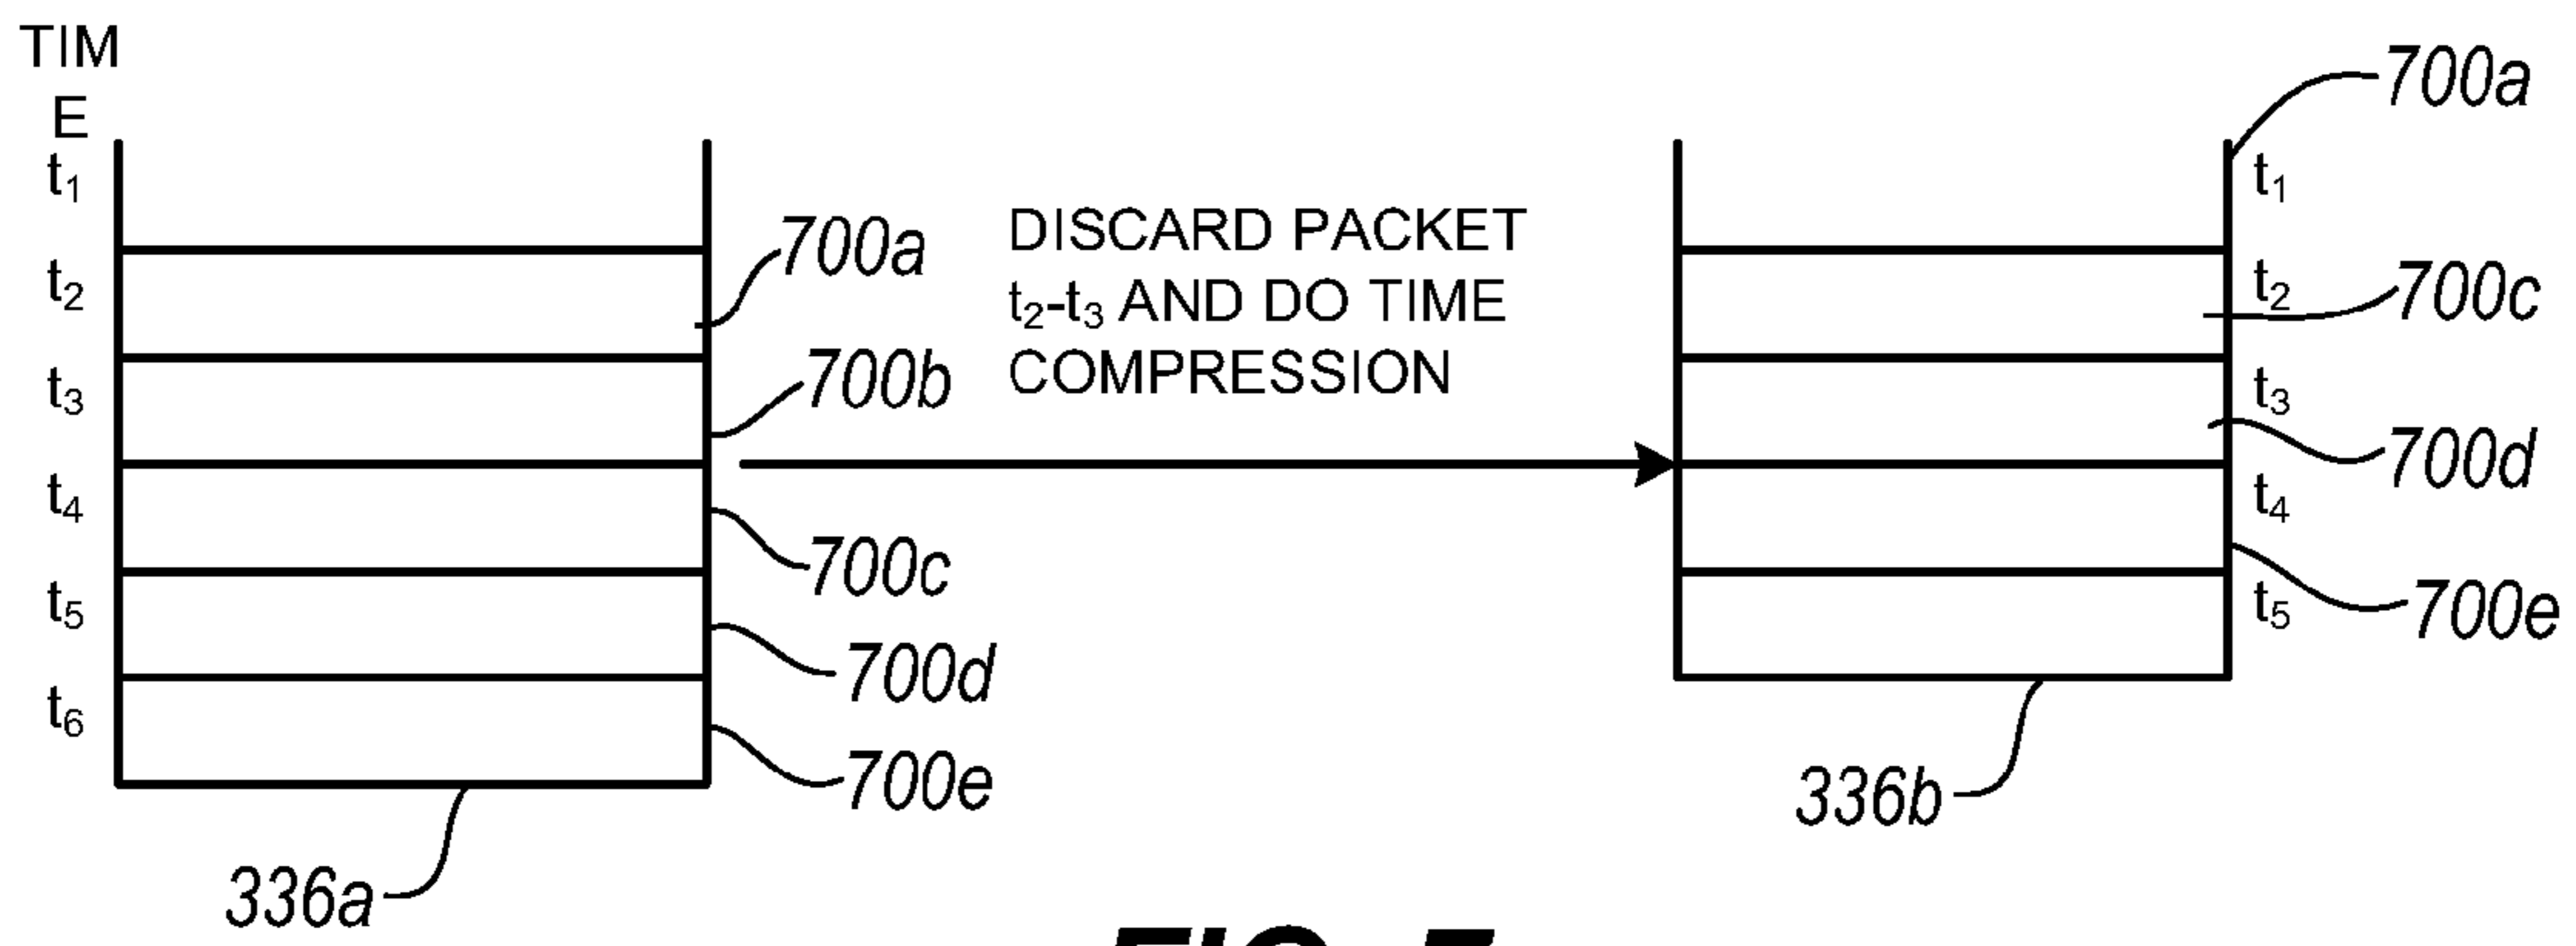 TIM
E
t₁
t₂
t₃
t₄
t₅
t₆
700a
700b
700c
700d
700e
336a
DISCARD PACKET
t₂-t₃ AND DO TIME
COMPRESSION
t₁
t₂
t₃
t₄
t₅
700a
700c
700d
700e
336b